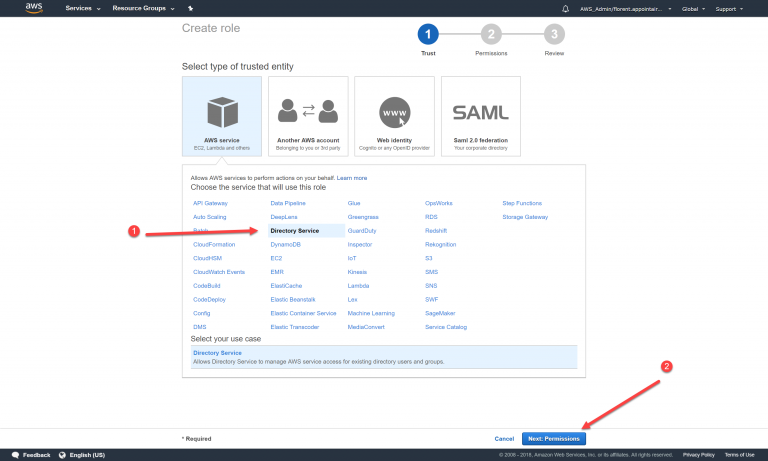 aws Services Resource Groups AWS_Admin/florent.appointair... Global Support
Create role
1 2 3
Trust Permissions Review
Select type of trusted entity
AWS service
EC2, Lambda and others
Another AWS account
Belonging to you or 3rd party
WWW
Web identity
Cognito or any OpenID provider
SAML
Saml 2.0 federation
Your corporate directory
Allows AWS services to perform actions on your behalf. Learn more
Choose the service that will use this role
API Gateway Data Pipeline Glue OpsWorks Step Functions
Auto Scaling DeepLens Greengrass RDS Storage Gateway
1 Batch Directory Service GuardDuty Redshift
CloudFormation DynamoDB Inspector Rekognition
CloudHSM EC2 IoT S3
CloudWatch Events EMR Kinesis SMS
CodeBuild ElastiCache Lambda SNS
CodeDeploy Elastic Beanstalk Lex SWF
Config Elastic Container Service Machine Learning SageMaker
DMS Elastic Transcoder MediaConvert Service Catalog
Select your use case
Directory Service
Allows Directory Service to manage AWS service access for existing directory users and groups.
2
* Required Cancel Next: Permissions
Feedback English (US) © 2008 - 2018, Amazon Web Services, Inc. or its affiliates. All rights reserved. Privacy Policy Terms of Use